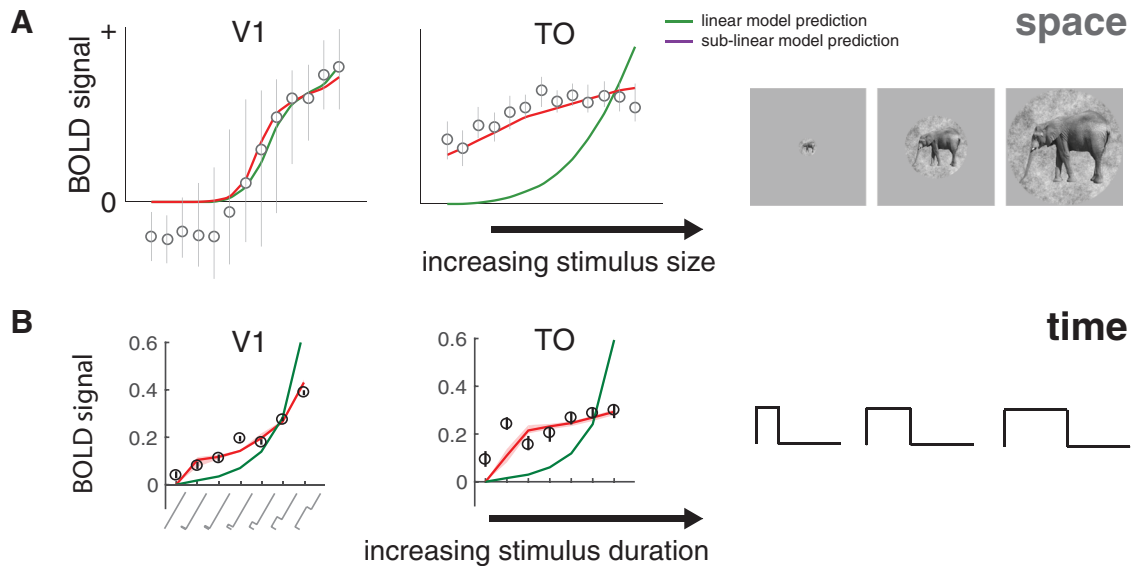 A
V1
TO
linear model prediction
sub-linear model prediction
space
BOLD signal
+
0
increasing stimulus size
B
V1
TO
time
BOLD signal
0.6
0.4
0.2
0
0.6
0.4
0.2
0
increasing stimulus duration